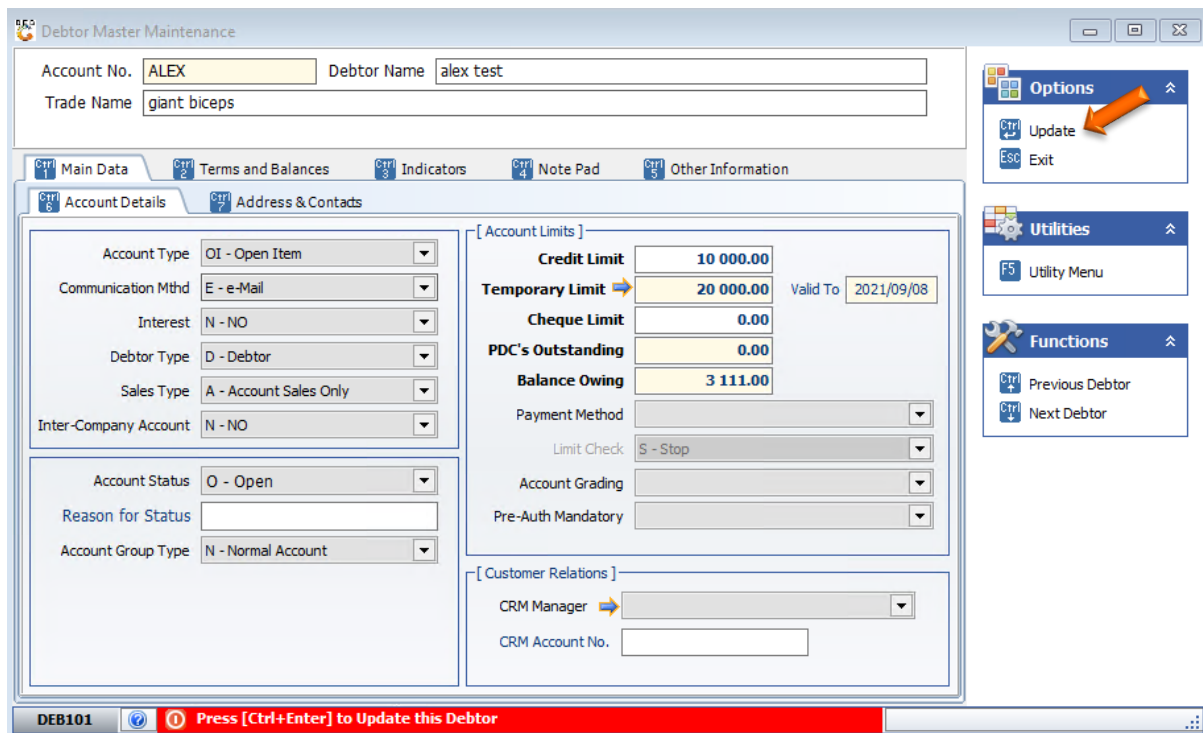 Debtor Master Maintenance
Account No. ALEX Debtor Name alex test
Trade Name giant biceps
Ctrl 1 Main Data Ctrl 2 Terms and Balances Ctrl 3 Indicators Ctrl 4 Note Pad Ctrl 5 Other Information
Ctrl 6 Account Details Ctrl 7 Address & Contacts
Account Type OI - Open Item
Communication Mthd E - e-Mail
Interest N - NO
Debtor Type D - Debtor
Sales Type A - Account Sales Only
Inter-Company Account N - NO
Account Status O - Open
Reason for Status
Account Group Type N - Normal Account
[ Account Limits ]
Credit Limit 10 000.00
Temporary Limit 20 000.00 Valid To 2021/09/08
Cheque Limit 0.00
PDC's Outstanding 0.00
Balance Owing 3 111.00
Payment Method
Limit Check S - Stop
Account Grading
Pre-Auth Mandatory
[ Customer Relations ]
CRM Manager
CRM Account No.
Options
Ctrl Update
Esc Exit
Utilities
F5 Utility Menu
Functions
Ctrl Previous Debtor
Ctrl Next Debtor
DEB101 Press [Ctrl+Enter] to Update this Debtor